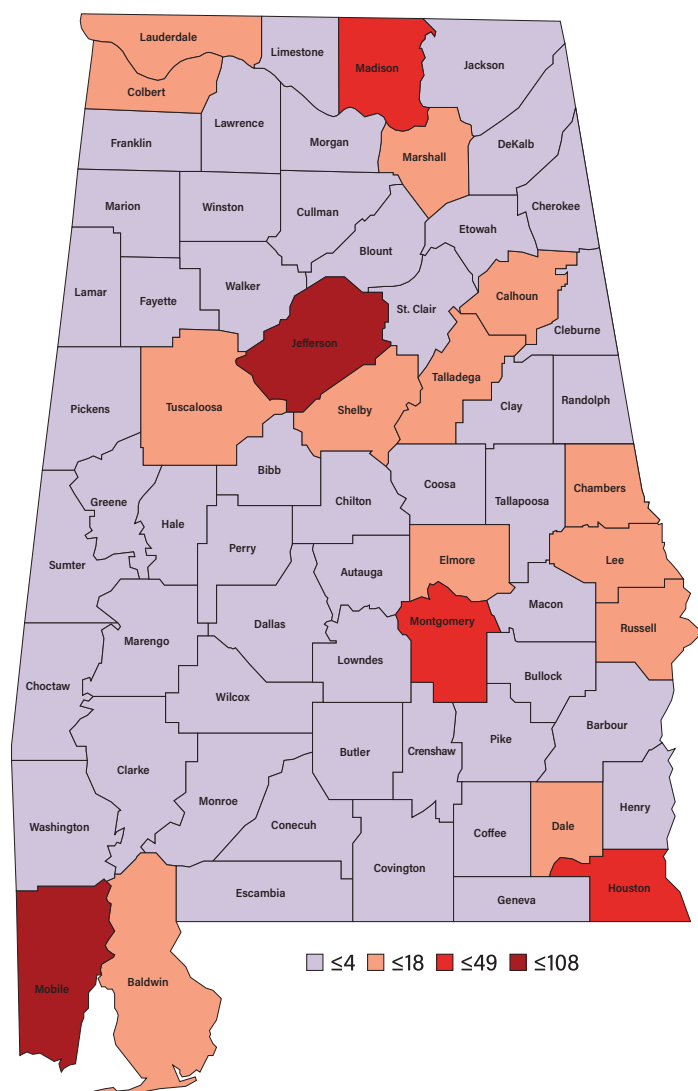 Lauderdale
Limestone
Madison
Jackson
Colbert
Lawrence
Franklin
Morgan
Marshall
DeKalb
Marion
Winston
Cullman
Cherokee
Etowah
Blount
Lamar
Fayette
Walker
Calhoun
St. Clair
Cleburne
Jefferson
Talladega
Pickens
Tuscaloosa
Shelby
Clay
Randolph
Bibb
Coosa
Chambers
Greene
Chilton
Tallapoosa
Hale
Perry
Sumter
Elmore
Lee
Autauga
Macon
Montgomery
Russell
Dallas
Marengo
Lowndes
Bullock
Choctaw
Wilcox
Barbour
Butler
Crenshaw
Pike
Clarke
Monroe
Henry
Washington
Conecuh
Coffee
Dale
Covington
Houston
Escambia
Geneva
≤4 ≤18 ≤49 ≤108
Baldwin
Mobile